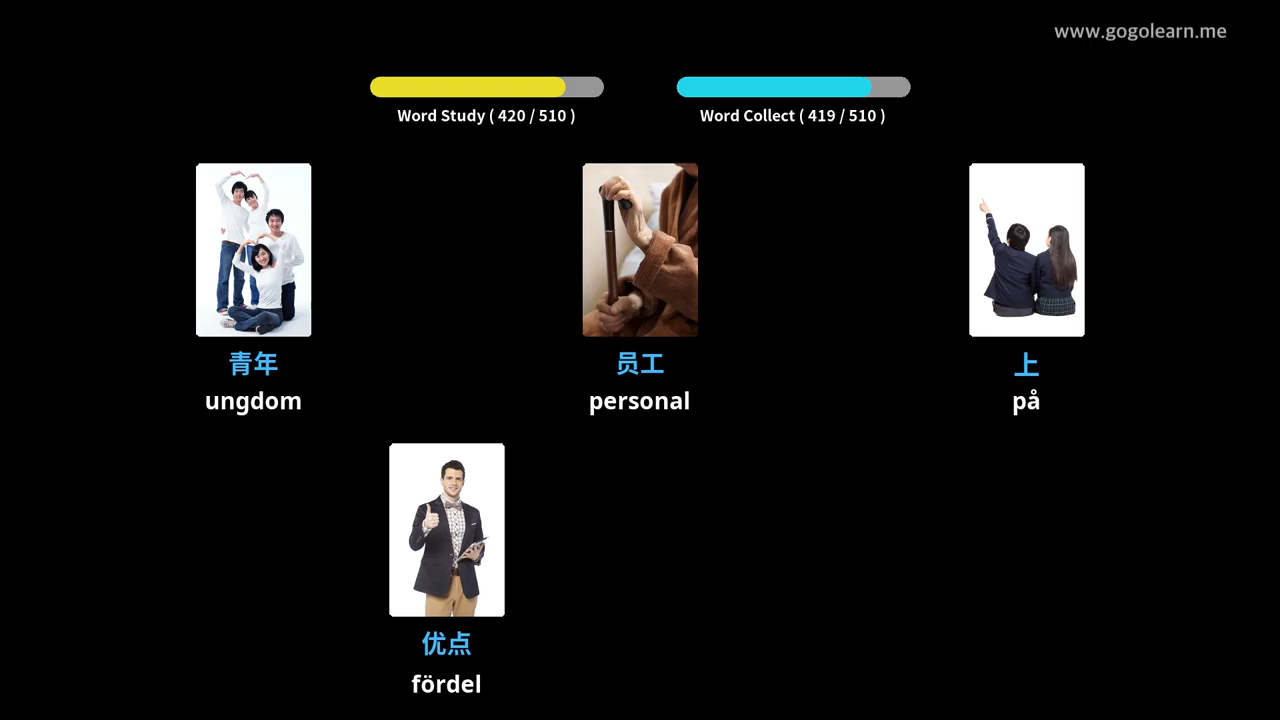 www.gogolearn.me
Word Study ( 420 / 510 )
Word Collect ( 419 / 510 )
青年
ungdom
员工
personal
上
på
优点
fördel